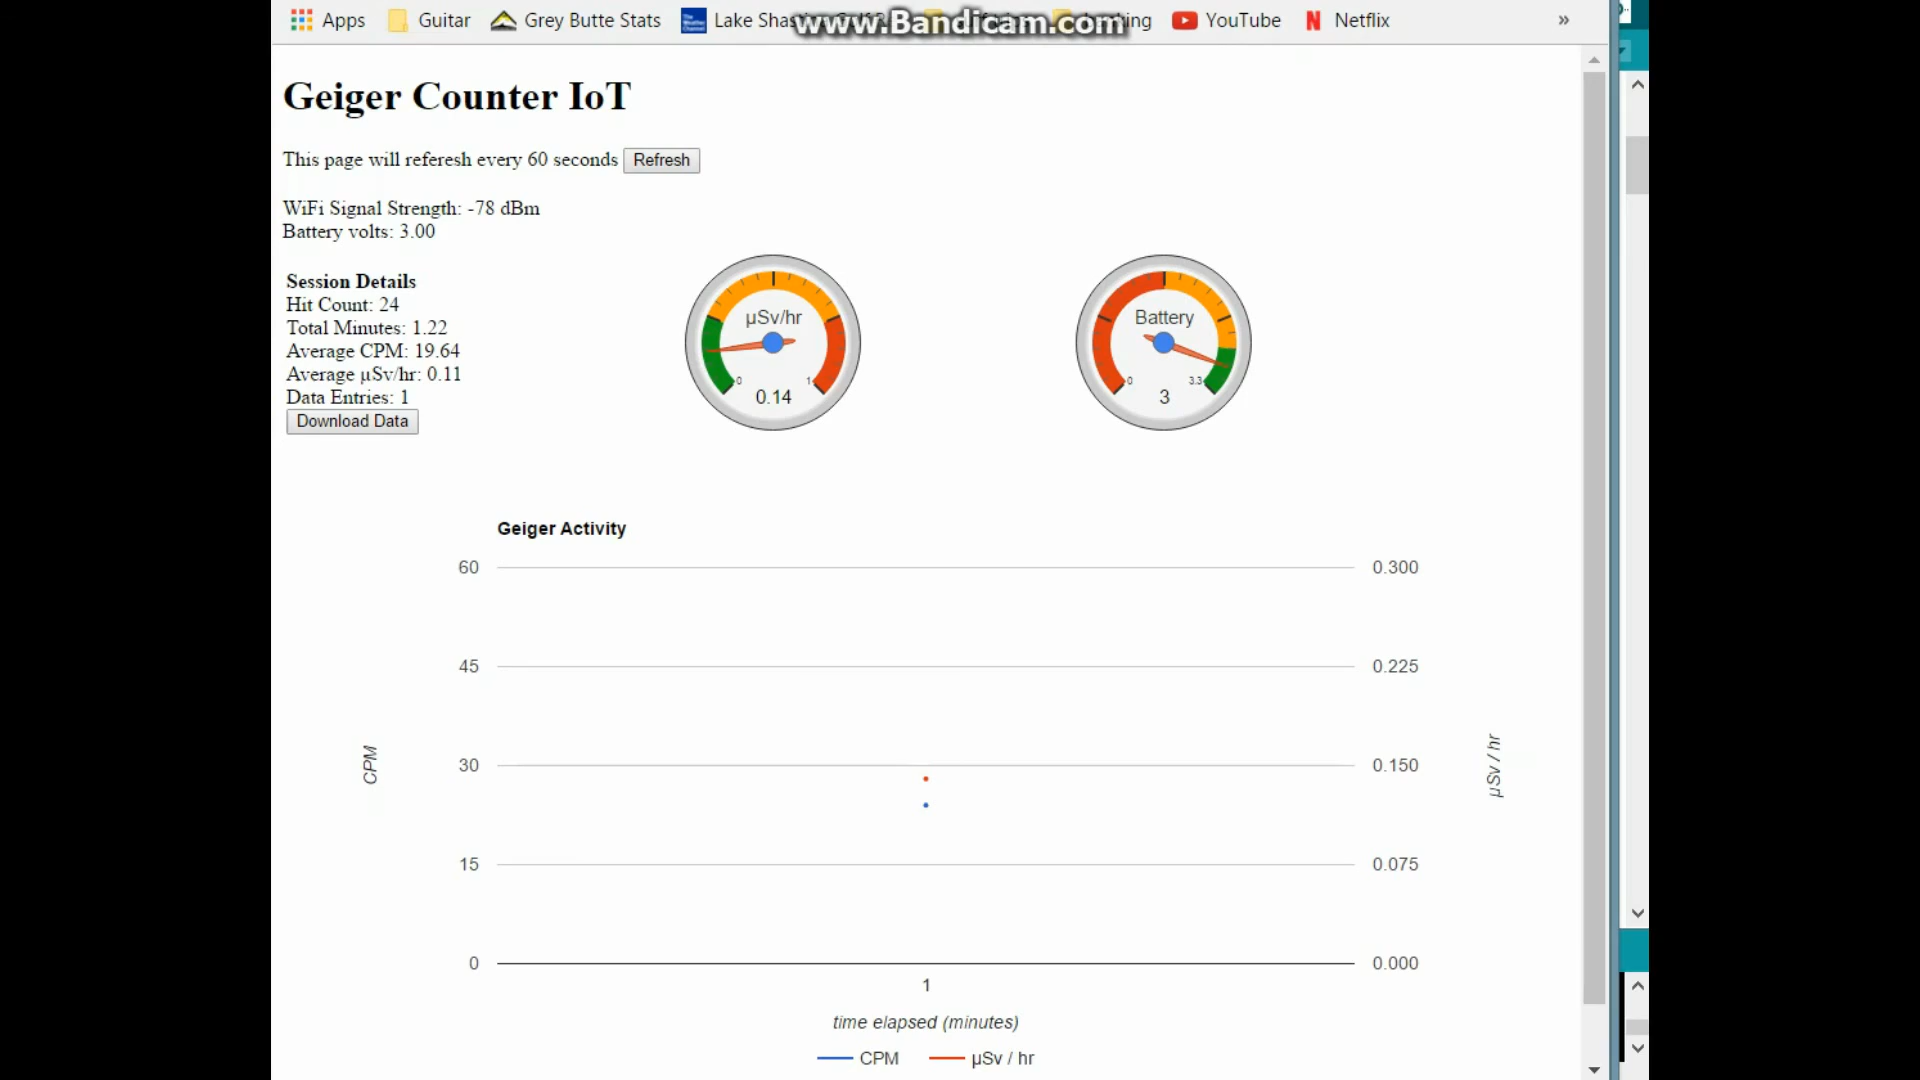 Apps Guitar Grey Butte Stats Lake Shas www.Bandicam.com king YouTube Netflix »
Geiger Counter IoT
This page will referesh every 60 seconds Refresh
WiFi Signal Strength: -78 dBm
Battery volts: 3.00
Session Details
Hit Count: 24
Total Minutes: 1.22
Average CPM: 19.64
Average µSv/hr: 0.11
Data Entries: 1
Download Data
µSv/hr
0 1
0.14
Battery
0 3.3
3
Geiger Activity
60 0.300
45 0.225
30 0.150
15 0.075
0 0.000
CPM
µSv / hr
1
time elapsed (minutes)
CPM µSv / hr